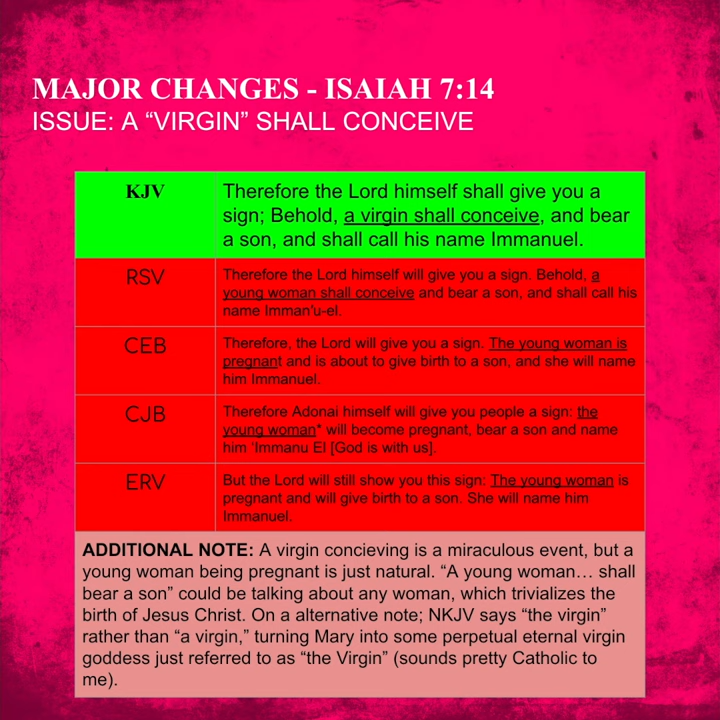 MAJOR CHANGES - ISAIAH 7:14
ISSUE: A “VIRGIN” SHALL CONCEIVE
KJV
Therefore the Lord himself shall give you a
sign; Behold, a virgin shall conceive, and bear
a son, and shall call his name Immanuel.
RSV
Therefore the Lord himself will give you a sign. Behold, a
young woman shall conceive and bear a son, and shall call his
name Imman'u-el.
CEB
Therefore, the Lord will give you a sign. The young woman is
pregnant and is about to give birth to a son, and she will name
him Immanuel.
CJB
Therefore Adonai himself will give you people a sign: the
young woman* will become pregnant, bear a son and name
him ‘Immanu El [God is with us].
ERV
But the Lord will still show you this sign: The young woman is
pregnant and will give birth to a son. She will name him
Immanuel.
ADDITIONAL NOTE: A virgin concieving is a miraculous event, but a
young woman being pregnant is just natural. “A young woman… shall
bear a son” could be talking about any woman, which trivializes the
birth of Jesus Christ. On a alternative note; NKJV says “the virgin”
rather than “a virgin,” turning Mary into some perpetual eternal virgin
goddess just referred to as “the Virgin” (sounds pretty Catholic to
me).